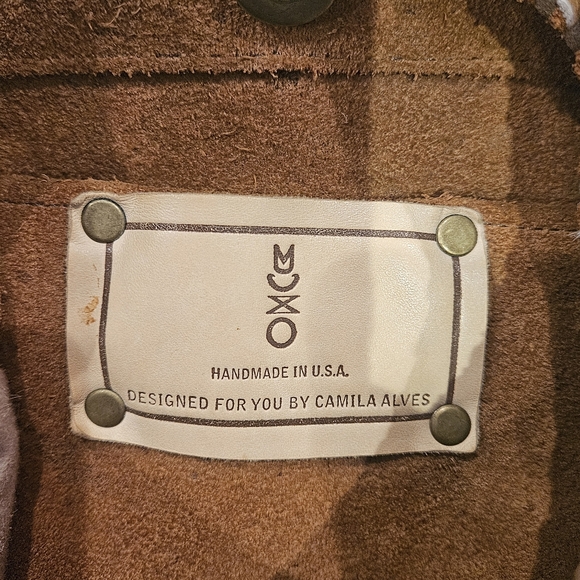 MUXO
HANDMADE IN U.S.A.
DESIGNED FOR YOU BY CAMILA ALVES